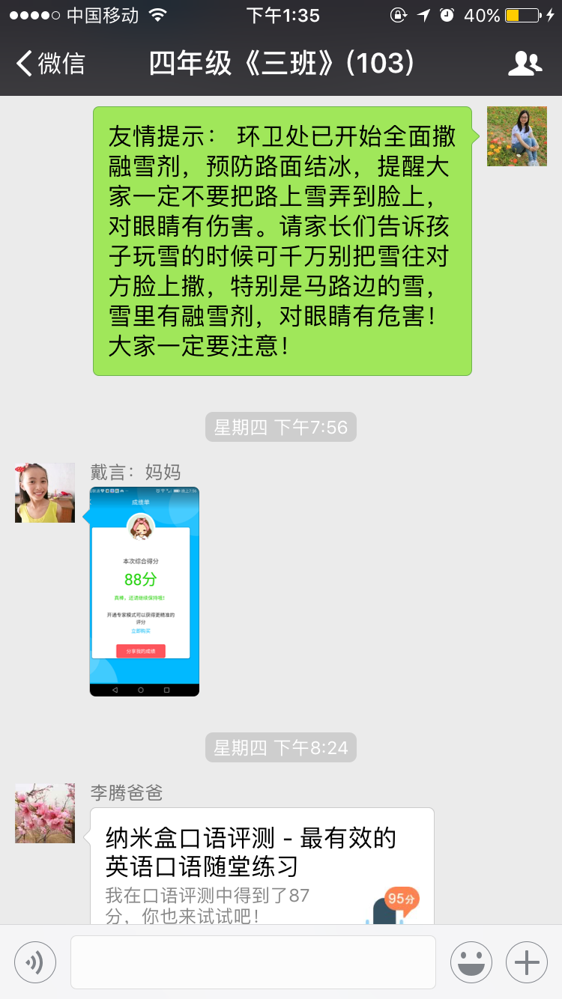 中国移动 下午1:35 40%
微信 四年级《三班》(103)
友情提示： 环卫处已开始全面撒
融雪剂，预防路面结冰，提醒大
家一定不要把路上雪弄到脸上，
对眼睛有伤害。请家长们告诉孩
子玩雪的时候可千万别把雪往对
方脸上撒，特别是马路边的雪，
雪里有融雪剂，对眼睛有危害！
大家一定要注意！
星期四 下午7:56
戴言：妈妈
成绩单
本次综合得分
88分
真棒，还请继续保持哦！
开通专家模式可以获得更精准的
评分
立即购买
分享我的成绩
星期四 下午8:24
李腾爸爸
纳米盒口语评测 - 最有效的
英语口语随堂练习
我在口语评测中得到了87
分，你也来试试吧！
95分